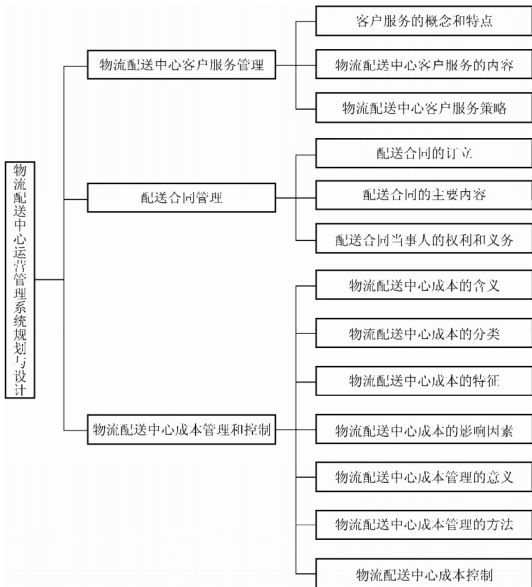 物流配送中心运营管理系统规划与设计
物流配送中心客户服务管理
客户服务的概念和特点
物流配送中心客户服务的内容
物流配送中心客户服务策略
配送合同管理
配送合同的订立
配送合同的主要内容
配送合同当事人的权利和义务
物流配送中心成本管理和控制
物流配送中心成本的含义
物流配送中心成本的分类
物流配送中心成本的特征
物流配送中心成本的影响因素
物流配送中心成本管理的意义
物流配送中心成本管理的方法
物流配送中心成本控制